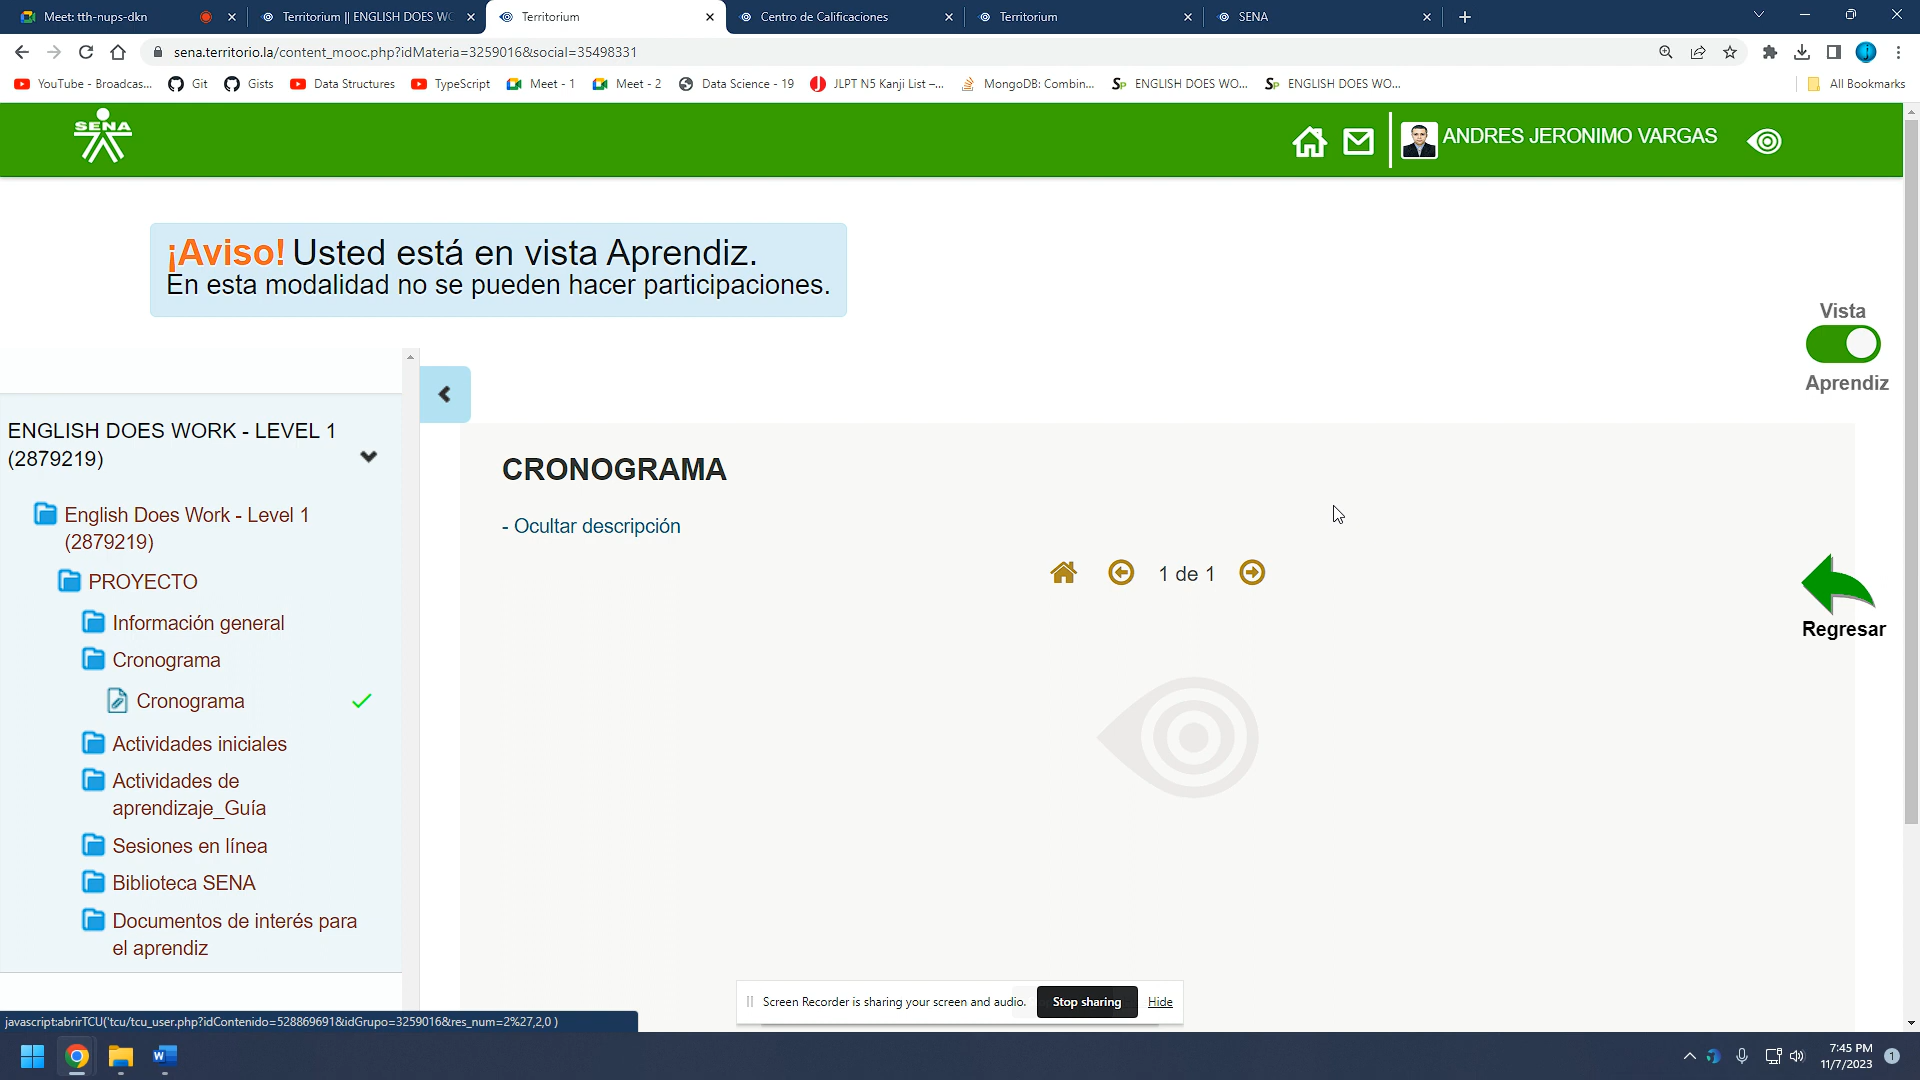 Meet: tth-nups-dkn
Territorium || ENGLISH DOES WO
Territorium
Centro de Calificaciones
Territorium
SENA
sena.territorio.la/content_mooc.php?idMateria=3259016&social=35498331
YouTube - Broadcas...
Git
Gists
Data Structures
TypeScript
Meet - 1
Meet - 2
Data Science - 19
JLPT N5 Kanji List –...
MongoDB: Combin...
ENGLISH DOES WO...
ENGLISH DOES WO...
All Bookmarks
SENA
ANDRES JERONIMO VARGAS
¡Aviso! Usted está en vista Aprendiz.
En esta modalidad no se pueden hacer participaciones.
Vista
Aprendiz
ENGLISH DOES WORK - LEVEL 1
(2879219)
English Does Work - Level 1
(2879219)
PROYECTO
Información general
Cronograma
Cronograma
Actividades iniciales
Actividades de
aprendizaje_Guía
Sesiones en línea
Biblioteca SENA
Documentos de interés para
el aprendiz
CRONOGRAMA
- Ocultar descripción
1 de 1
Regresar
Screen Recorder is sharing your screen and audio.
Stop sharing
Hide
javascript:abrirTCU('tcu/tcu_user.php?idContenido=528869691&idGrupo=3259016&res_num=2%27,2,0 )
7:45 PM
11/7/2023
1